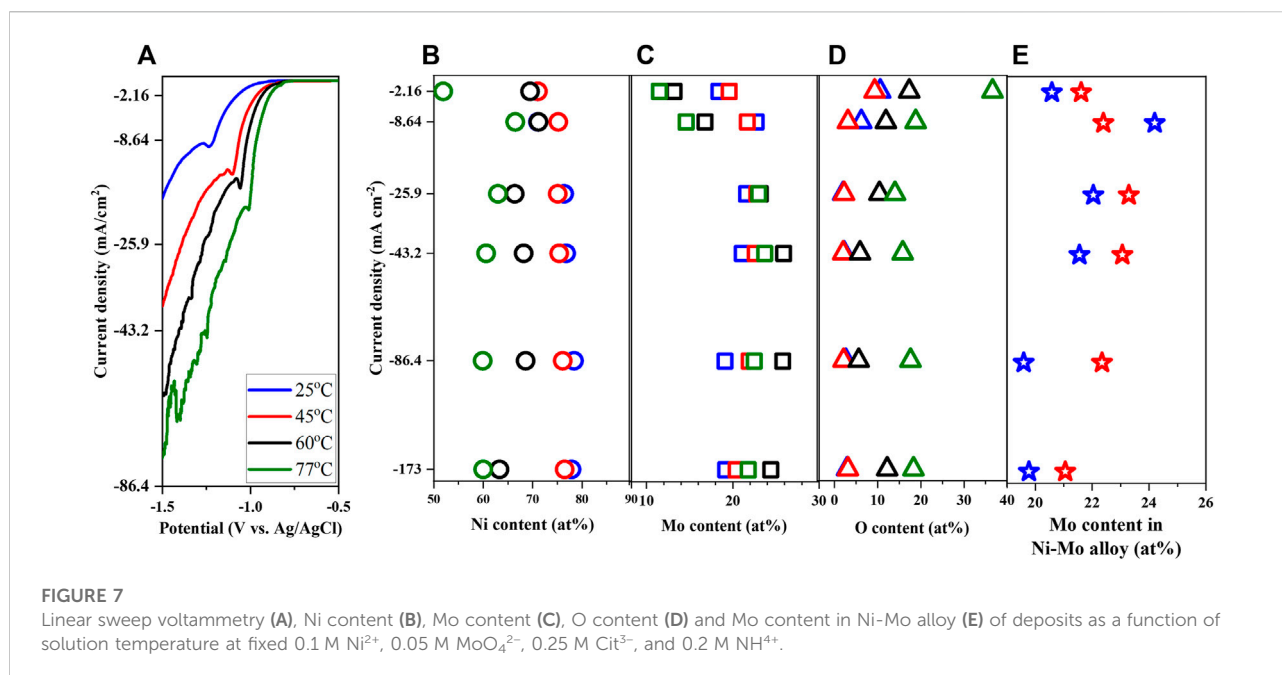 A
B
C
D
E
-2.16
-8.64
-25.9
-43.2
-86.4
Current density (mA/cm²)
-1.5 -1.0 -0.5
Potential (V vs. Ag/AgCl)
25ºC
45ºC
60ºC
77ºC
-2.16
-8.64
-25.9
-43.2
-86.4
-173
Current density (mA cm⁻²)
50 60 70 80 90
Ni content (at%)
10 20 30
Mo content (at%)
0 10 20 30 40
O content (at%)
20 22 24 26
Mo content in
Ni-Mo alloy (at%)
FIGURE 7
Linear sweep voltammetry (A), Ni content (B), Mo content (C), O content (D) and Mo content in Ni-Mo alloy (E) of deposits as a function of
solution temperature at fixed 0.1 M Ni²⁺, 0.05 M MoO₄²⁻, 0.25 M Cit³⁻, and 0.2 M NH⁴⁺.